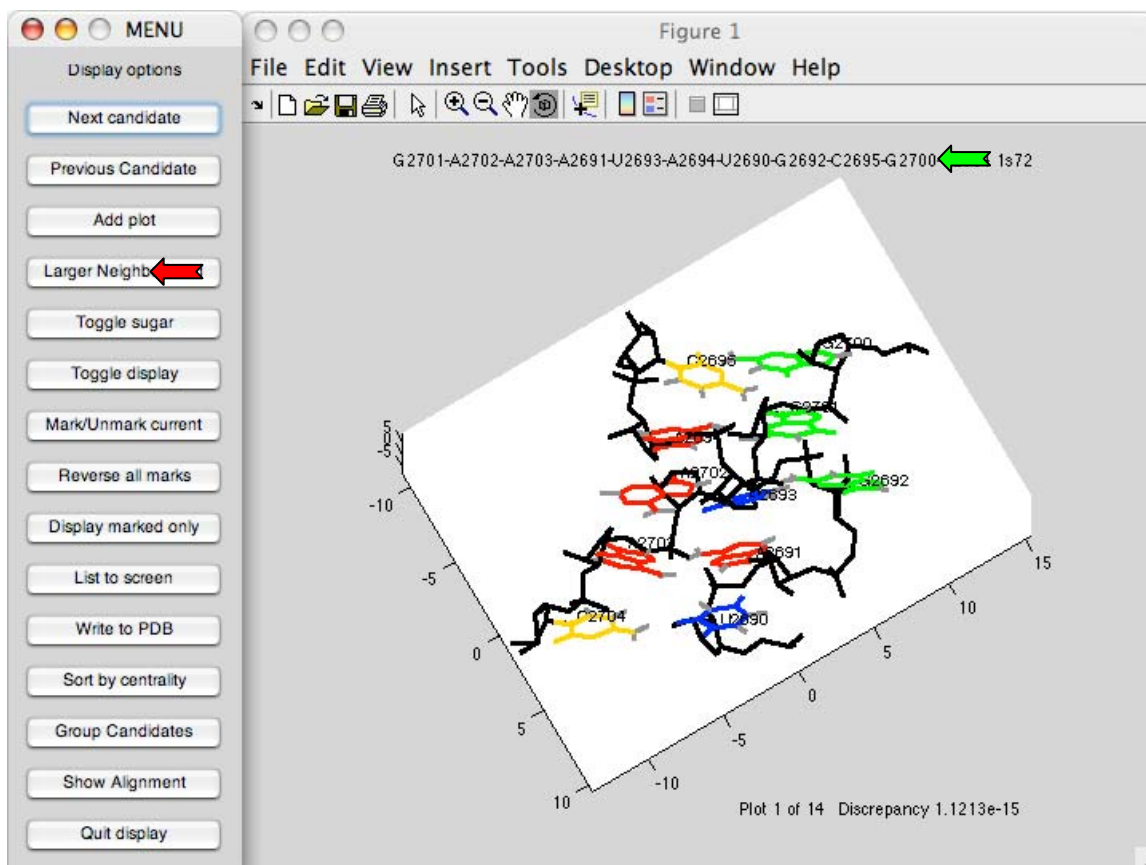 MENU
Display options
Next candidate
Previous Candidate
Add plot
Larger Neighb
Toggle sugar
Toggle display
Mark/Unmark current
Reverse all marks
Display marked only
List to screen
Write to PDB
Sort by centrality
Group Candidates
Show Alignment
Quit display
Figure 1
File Edit View Insert Tools Desktop Window Help
G2701-A2702-A2703-A2691-U2693-A2694-U2690-G2692-C2695-G2700 1s72
C2695
G2700
A2702
2693
G2692
2691
C2704
U2690
5
0
-5
-10
-5
0
5
10
-10
-5
0
5
10
15
Plot 1 of 14 Discrepancy 1.1213e-15